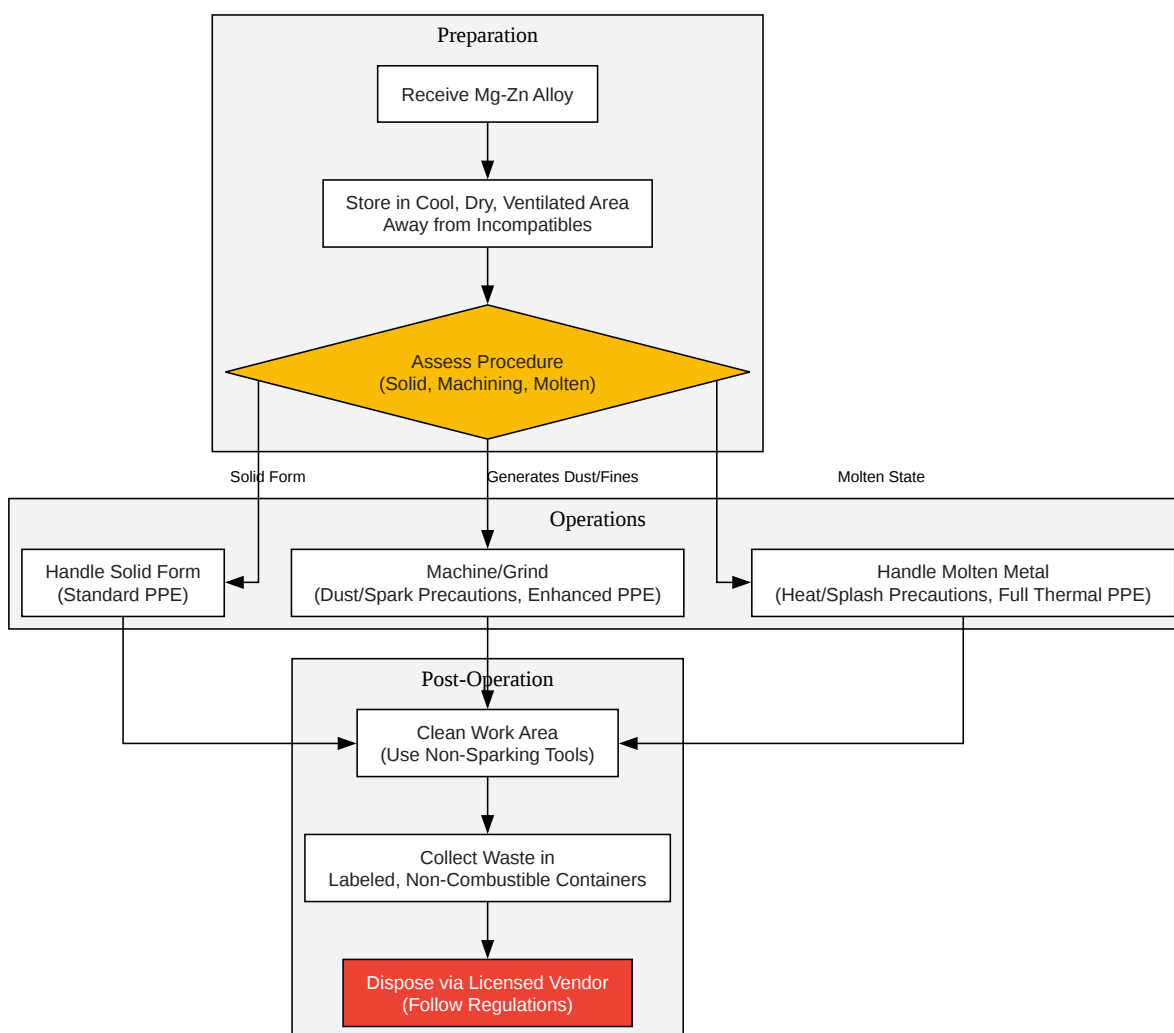 Preparation
Receive Mg-Zn Alloy
Store in Cool, Dry, Ventilated Area
Away from Incompatibles
Assess Procedure
(Solid, Machining, Molten)
Solid Form
Generates Dust/Fines
Molten State
Operations
Handle Solid Form
(Standard PPE)
Machine/Grind
(Dust/Spark Precautions, Enhanced PPE)
Handle Molten Metal
(Heat/Splash Precautions, Full Thermal PPE)
Post-Operation
Clean Work Area
(Use Non-Sparking Tools)
Collect Waste in
Labeled, Non-Combustible Containers
Dispose via Licensed Vendor
(Follow Regulations)